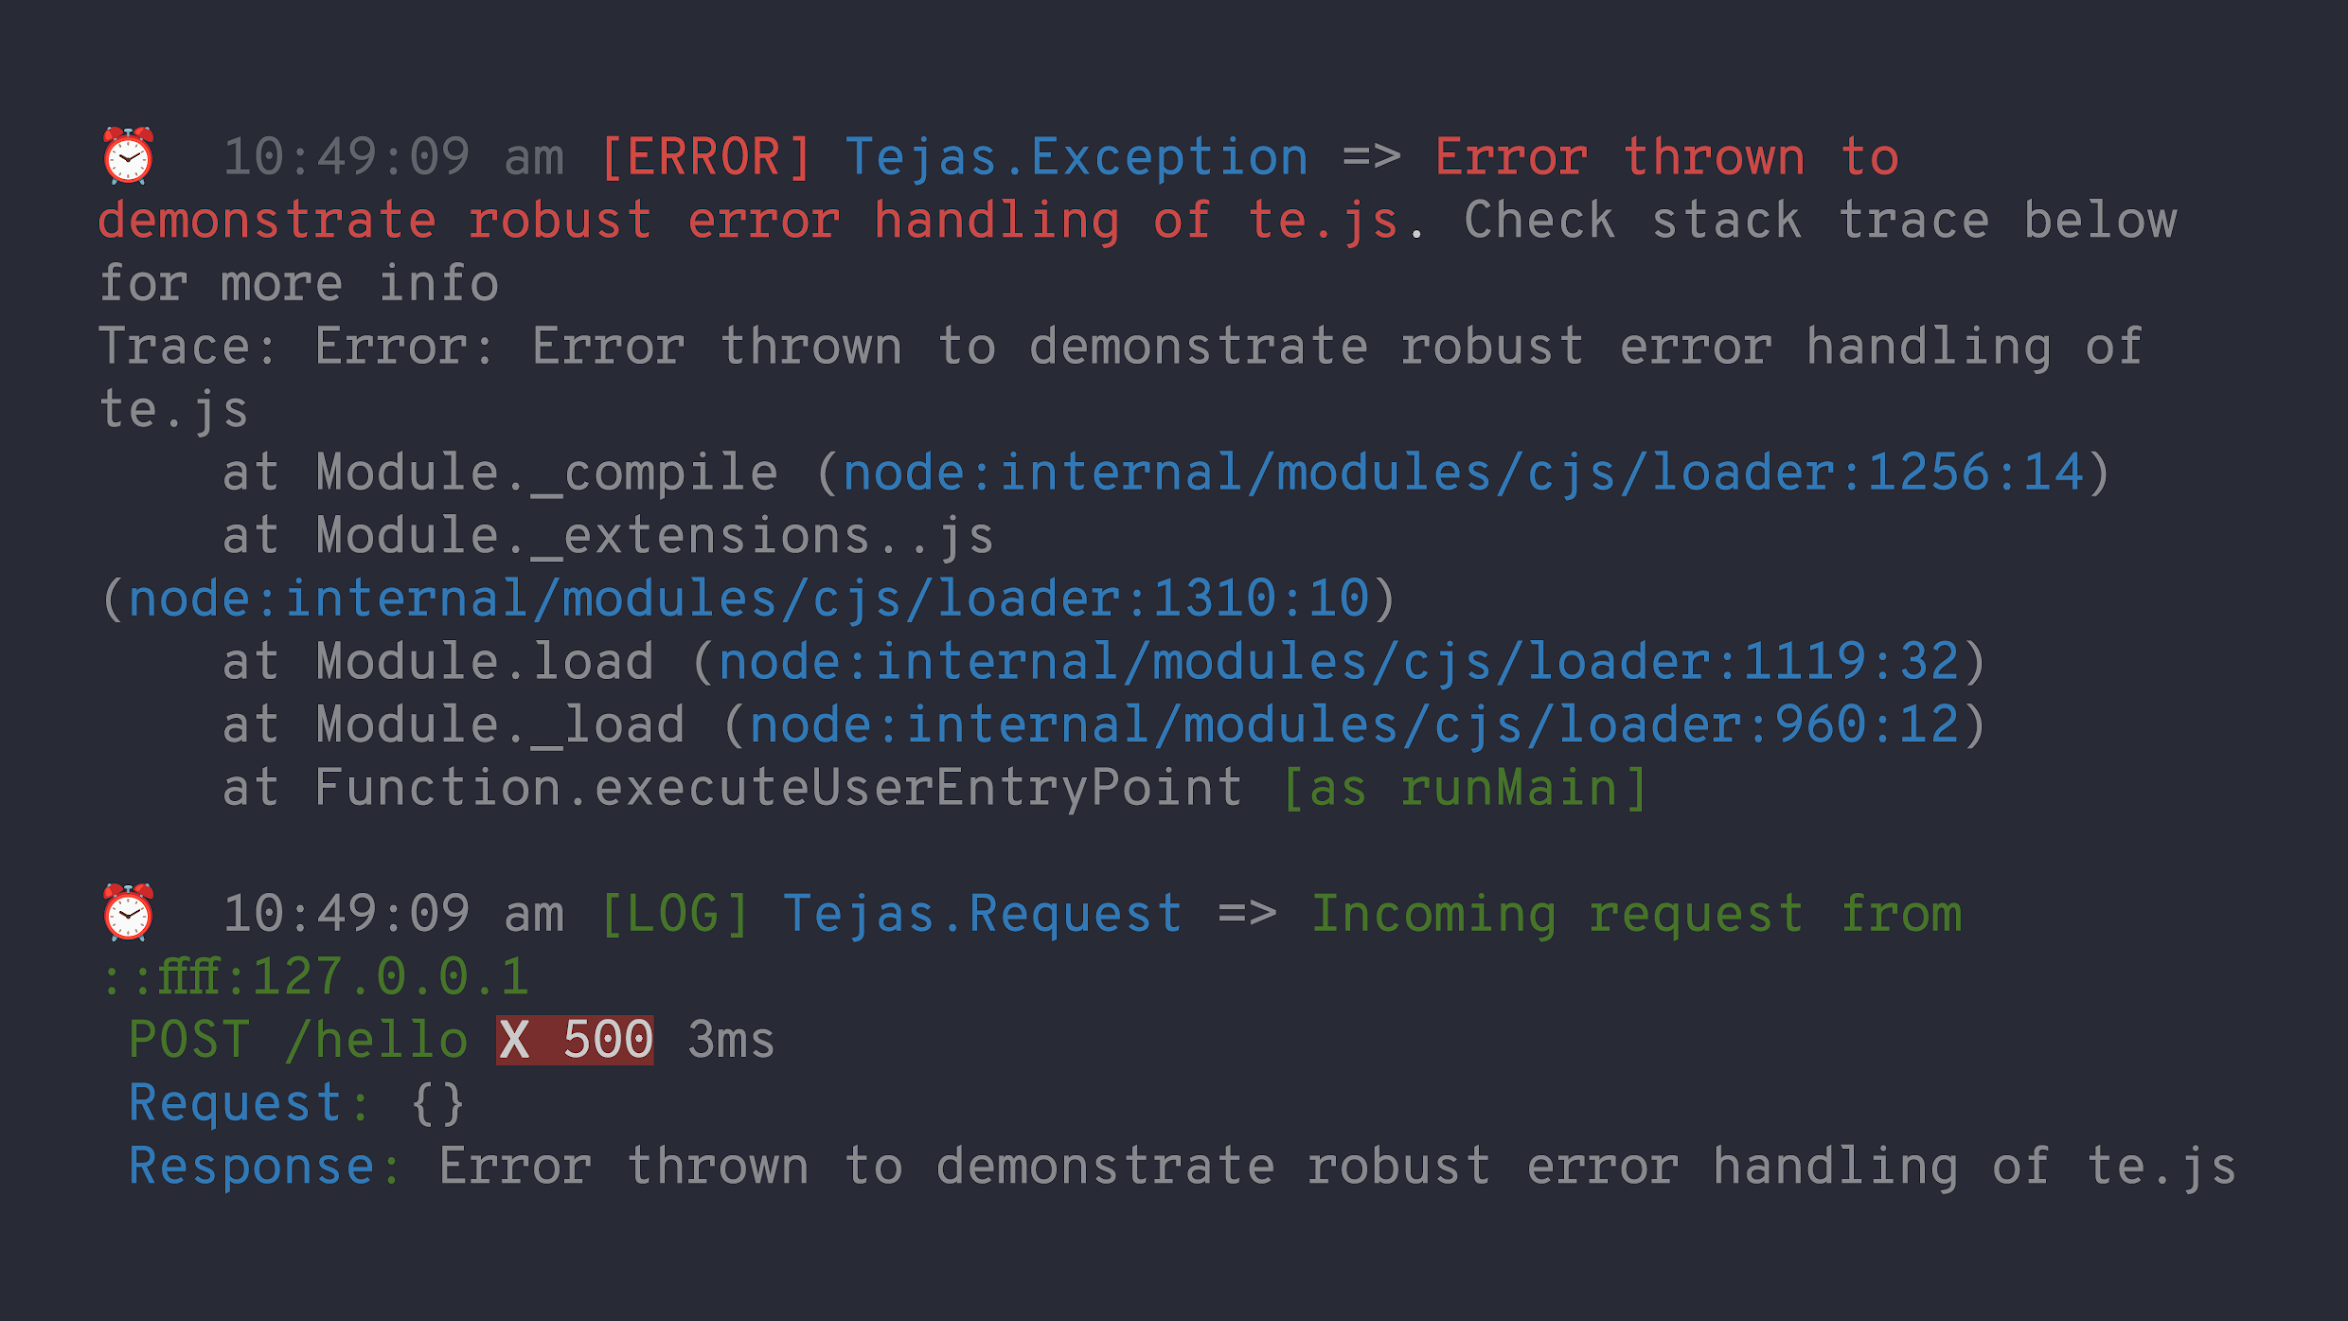 ⏰  10:49:09 am [ERROR] Tejas.Exception => Error thrown to
demonstrate robust error handling of te.js. Check stack trace below
for more info
Trace: Error: Error thrown to demonstrate robust error handling of
te.js
    at Module._compile (node:internal/modules/cjs/loader:1256:14)
    at Module._extensions..js
(node:internal/modules/cjs/loader:1310:10)
    at Module.load (node:internal/modules/cjs/loader:1119:32)
    at Module._load (node:internal/modules/cjs/loader:960:12)
    at Function.executeUserEntryPoint [as runMain]

⏰  10:49:09 am [LOG] Tejas.Request => Incoming request from
::ffff:127.0.0.1
 POST /hello X 500 3ms
 Request: {}
 Response: Error thrown to demonstrate robust error handling of te.js